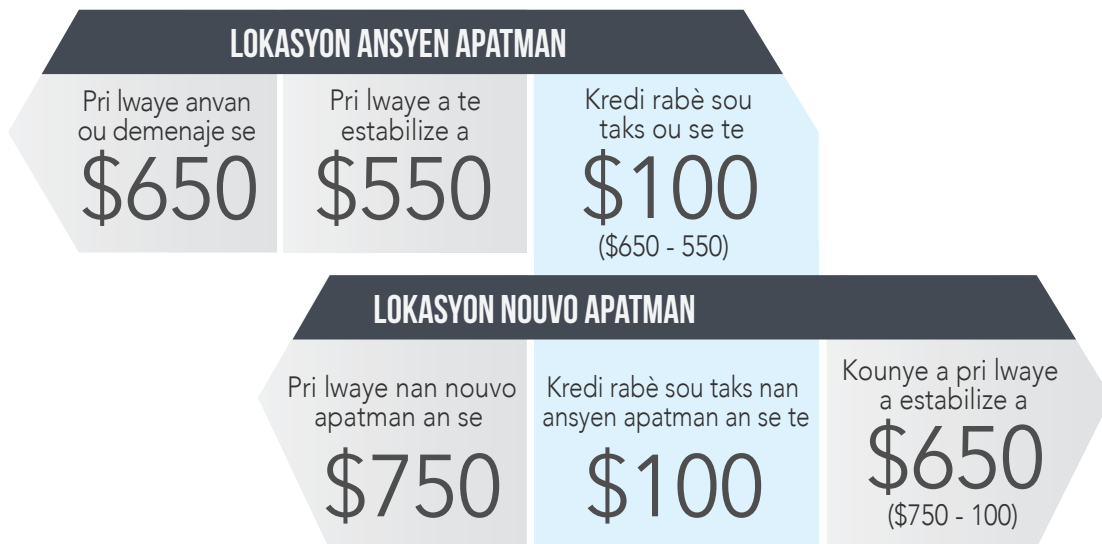 LOKASYON ANSYEN APATMAN
Pri lwaye anvan
ou demenaje se
$650
Pri lwaye a te
estabilize a
$550
Kredi rabè sou
taks ou se te
$100
($650 - 550)
LOKASYON NOUVO APATMAN
Pri lwaye nan nouvo
apatman an se
$750
Kredi rabè sou taks nan
ansyen apatman an se te
$100
Kounye a pri lwaye
a estabilize a
$650
($750 - 100)